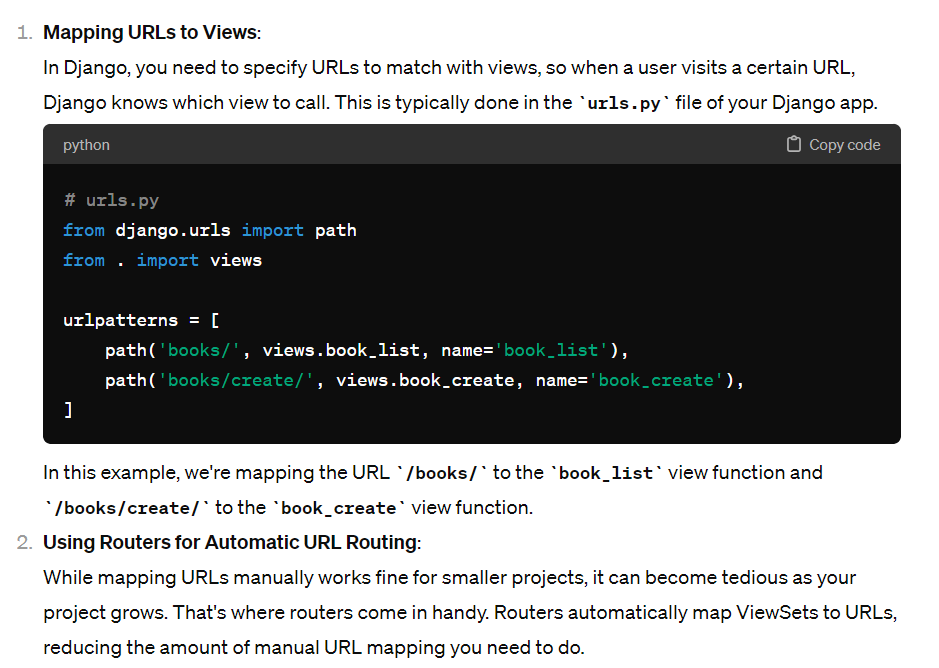 1. Mapping URLs to Views:
In Django, you need to specify URLs to match with views, so when a user visits a certain URL,
Django knows which view to call. This is typically done in the `urls.py` file of your Django app.
python Copy code
# urls.py
from django.urls import path
from . import views
urlpatterns = [
    path('books/', views.book_list, name='book_list'),
    path('books/create/', views.book_create, name='book_create'),
]
In this example, we're mapping the URL `/books/` to the `book_list` view function and
`/books/create/` to the `book_create` view function.
2. Using Routers for Automatic URL Routing:
While mapping URLs manually works fine for smaller projects, it can become tedious as your
project grows. That's where routers come in handy. Routers automatically map ViewSets to URLs,
reducing the amount of manual URL mapping you need to do.